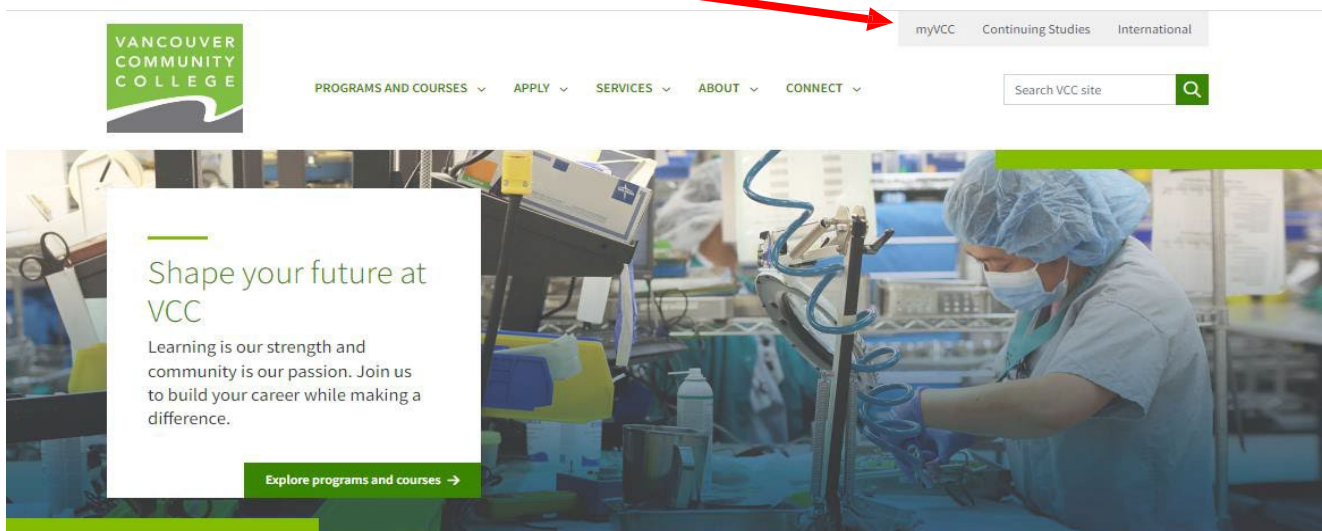 myVCC Continuing Studies International
VANCOUVER
COMMUNITY
COLLEGE
PROGRAMS AND COURSES APPLY SERVICES ABOUT CONNECT
Search VCC site
Shape your future at
VCC
Learning is our strength and
community is our passion. Join us
to build your career while making a
difference.
Explore programs and courses →